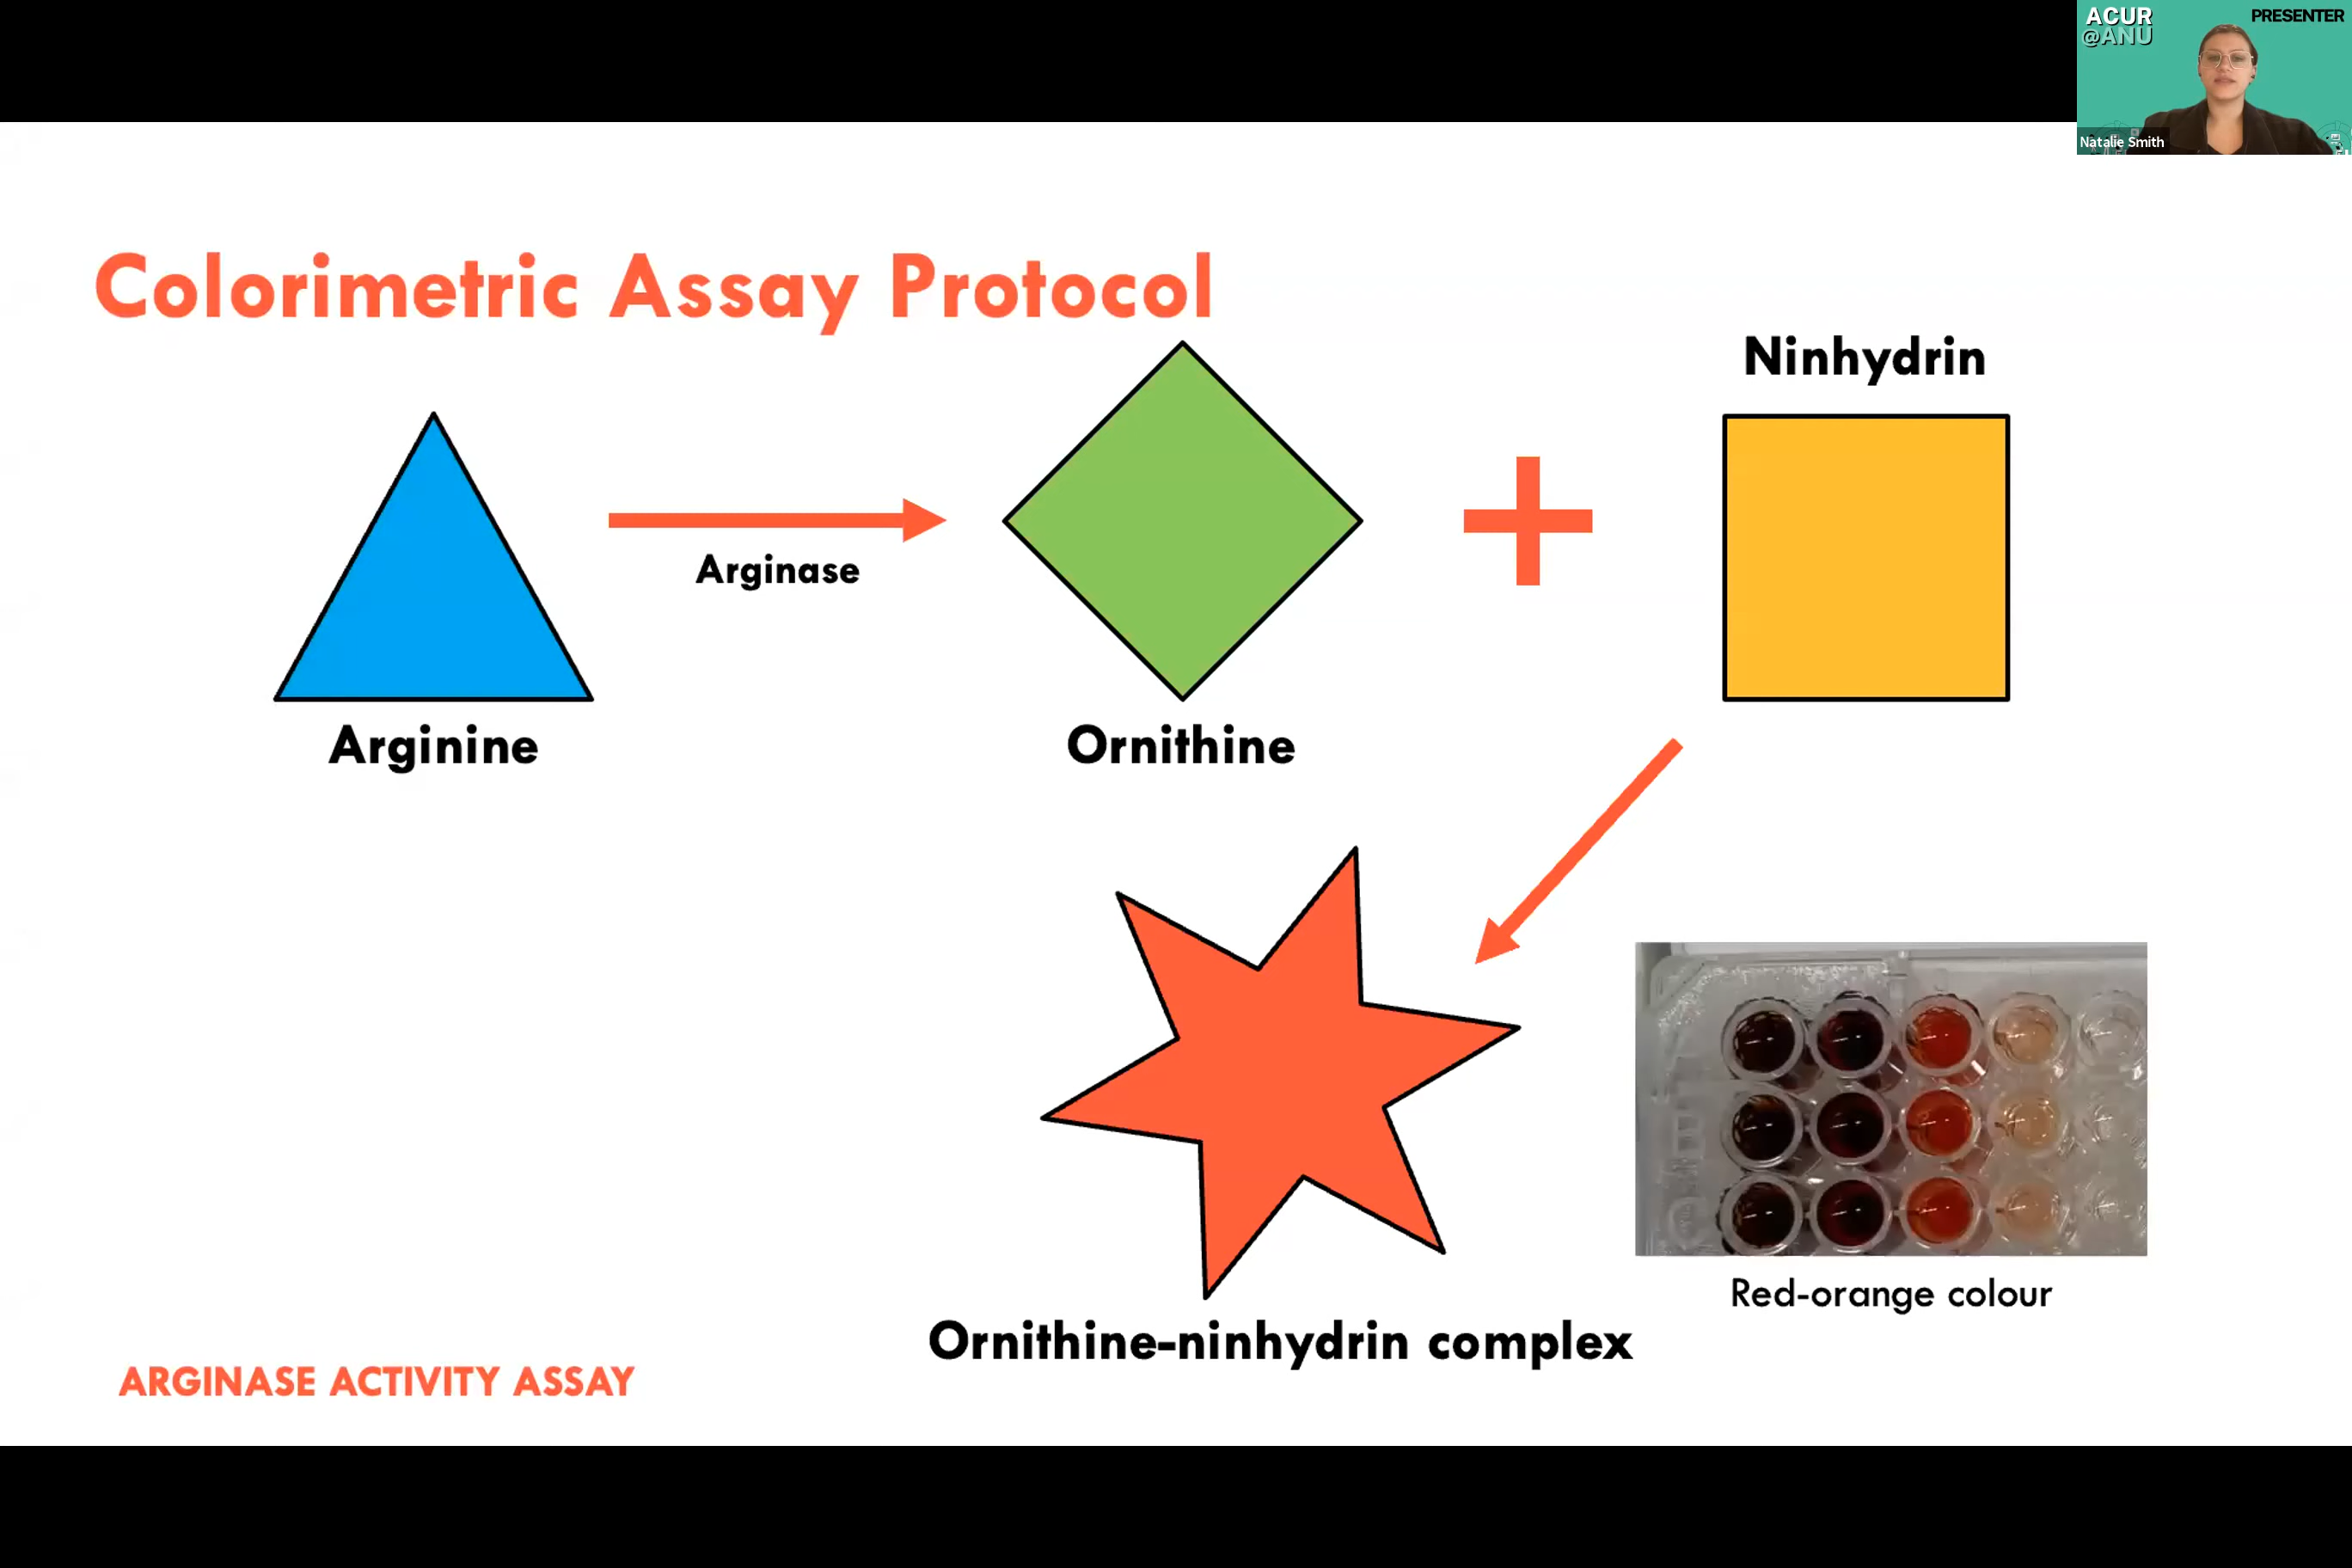 ACUR
@ANU
PRESENTER
Natalie Smith
Colorimetric Assay Protocol
Ninhydrin
Arginase
Arginine
Ornithine
Red-orange colour
Ornithine-ninhydrin complex
ARGINASE ACTIVITY ASSAY